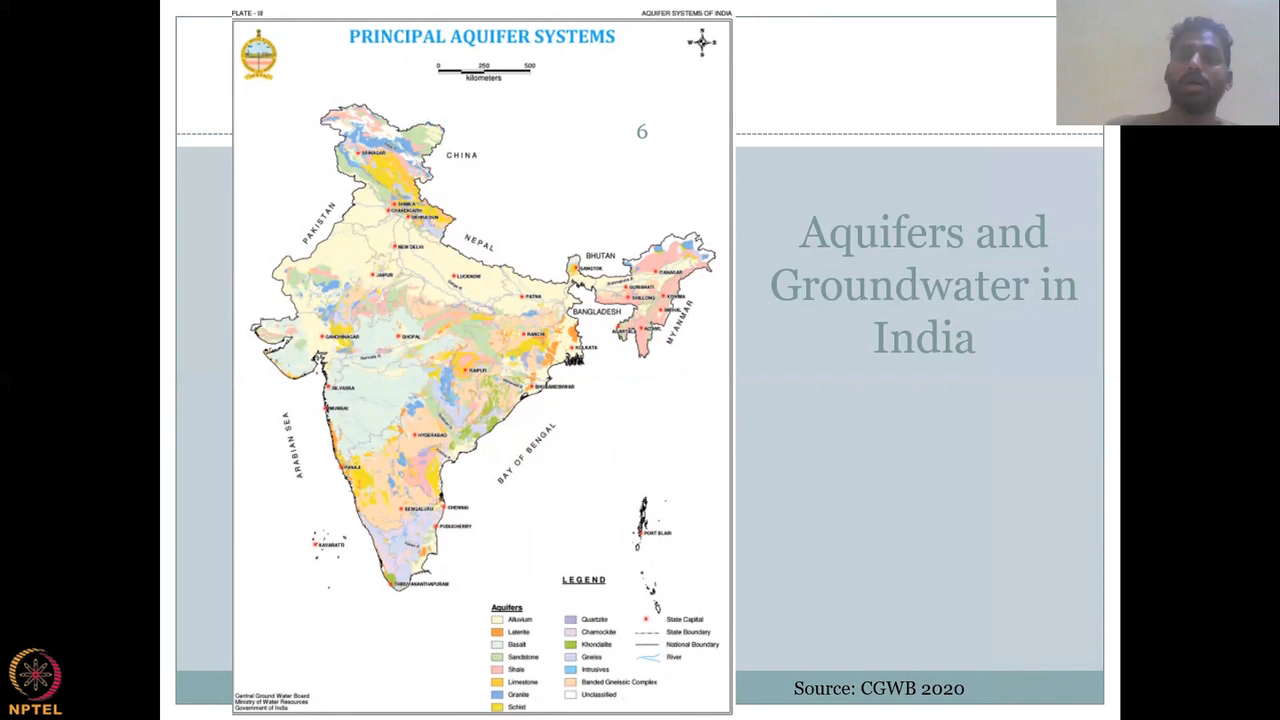 PLATE - III
AQUIFER SYSTEMS OF INDIA
PRINCIPAL AQUIFER SYSTEMS
N
W
E
S
0 250 500
kilometers
6
CHINA
SRINAGAR
PAKISTAN
SHIMLA
CHANDIGARH
DEHRADUN
NEPAL
NEW DELHI
BHUTAN
GANGTOK
ITANAGAR
JAIPUR
LUCKNOW
GUWAHATI
PATNA
SHILLONG
KOHIMA
BANGLADESH
MYANMAR
AIZAWL
GANDHINAGAR
BHOPAL
RANCHI
KOLKATA
Narmada R.
RAIPUR
SILVASSA
BHUBANESHWAR
MUMBAI
HYDERABAD
ARABIAN SEA
BAY OF BENGAL
PANAJI
BENGALURU
CHENNAI
PUDUCHERRY
PORT BLAIR
KAVARATTI
THIRUVANANTHAPURAM
LEGEND
Aquifers
Alluvium
Laterite
Basalt
Sandstone
Shale
Limestone
Granite
Schist
Quartzite
Charnockite
Khondalite
Gneiss
Intrusives
Banded Gneissic Complex
Unclassified
State Capital
State Boundary
National Boundary
River
Central Ground Water Board
Ministry of Water Resources
Government of India
Aquifers and
Groundwater in
India
Source: CGWB 2020
NPTEL